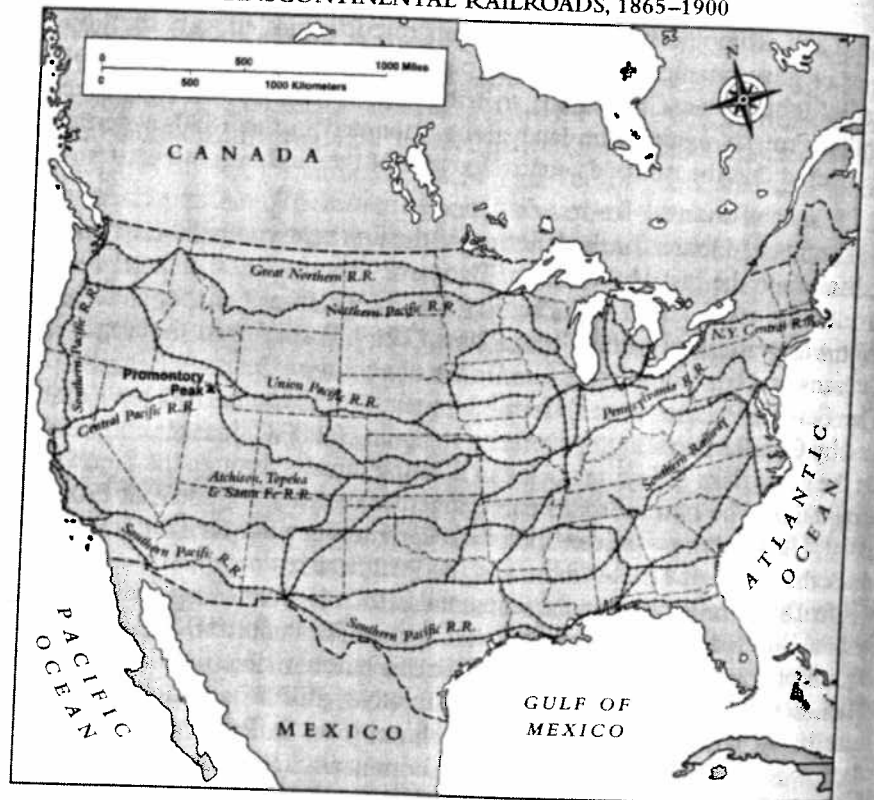 RAILROADS, 1865–1900
0 500 1000 Miles
0 500 1000 Kilometers
N
CANADA
Great Northern R.R.
Northern Pacific R.R.
N.Y. Central R.R.
Southern Pacific R.R.
Promontory
Peak
Union Pacific R.R.
Pennsylvania R.R.
Central Pacific R.R.
Southern Railway
Atchison, Topeka
& Santa Fe R.R.
Southern Pacific R.R.
Southern Pacific R.R.
ATLANTIC
OCEAN
PACIFIC
OCEAN
GULF OF
MEXICO
MEXICO